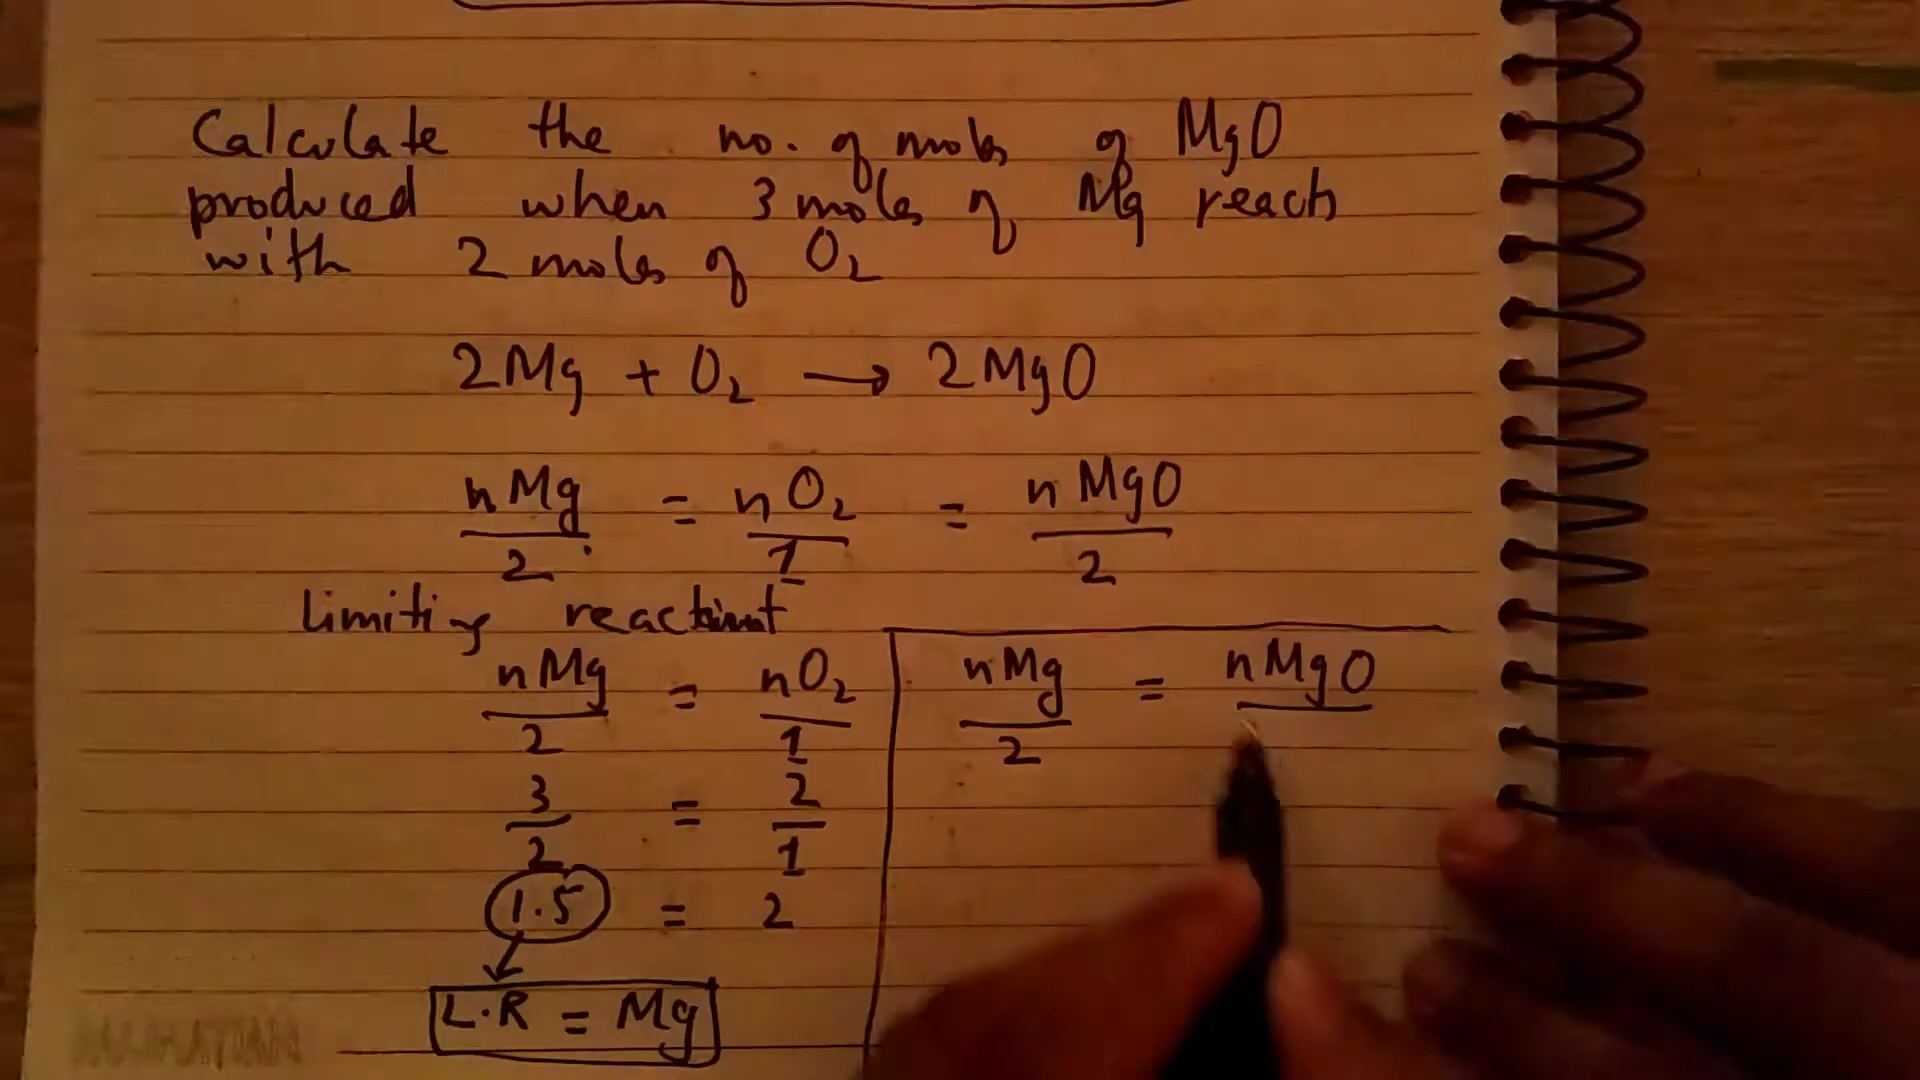 Calculate the no. of moles of MgO
produced when 3 moles of Mg reach
with 2 moles of O₂
2Mg + O₂ → 2MgO
nMg/2 = nO₂/1 = nMgO/2
Limiting reactant
nMg/2 = nO₂/1
3/2 = 2/1
1.5 = 2
L.R = Mg
nMg/2 = nMgO